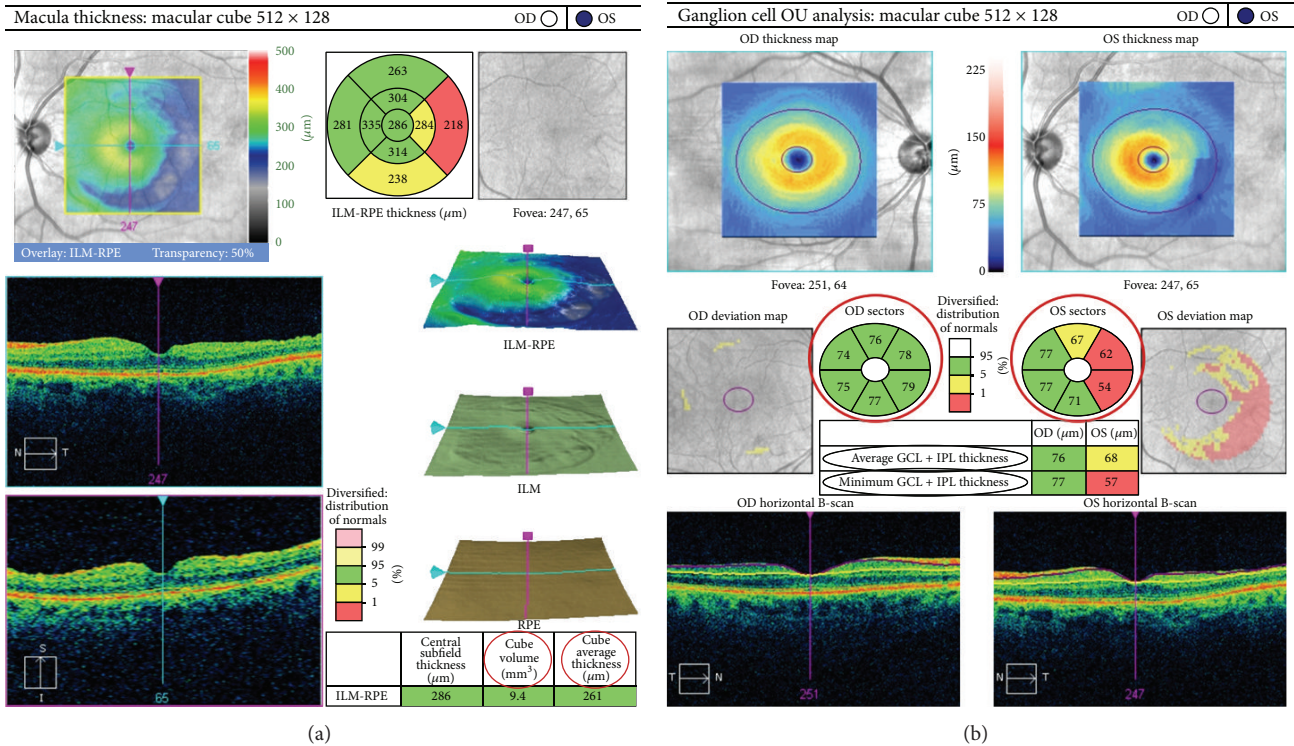 Macula thickness: macular cube 512 × 128
OD
OS
500
400
300
200
100
0
(μm)
65
247
Overlay: ILM-RPE
Transparency: 50%
263
304
281
335
286
284
218
314
238
ILM-RPE thickness (μm)
Fovea: 247, 65
ILM-RPE
N
T
247
ILM
Diversified:
distribution
of normals
99
95
5
1
(%)
S
I
65
RPE
Central
subfield
thickness
(μm)
Cube
volume
(mm³)
Cube
average
thickness
(μm)
ILM-RPE
286
9.4
261
(a)
Ganglion cell OU analysis: macular cube 512 × 128
OD
OS
OD thickness map
OS thickness map
225
150
75
0
(μm)
Fovea: 251, 64
Fovea: 247, 65
OD deviation map
OD sectors
76
74
78
75
79
77
Diversified:
distribution
of normals
95
5
1
(%)
OS sectors
67
77
62
77
54
71
OS deviation map
OD (μm)
OS (μm)
Average GCL + IPL thickness
76
68
Minimum GCL + IPL thickness
77
57
OD horizontal B-scan
OS horizontal B-scan
T
N
251
N
T
247
(b)